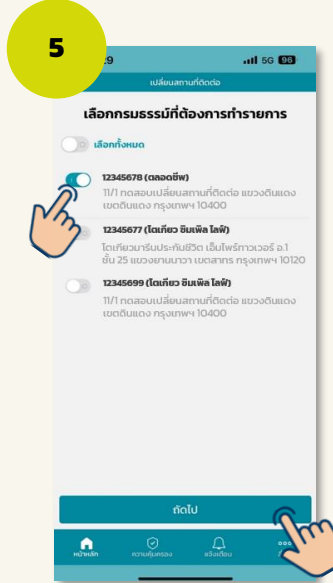 5
9
5G 96
เปลี่ยนสถานที่ติดต่อ
เลือกกรมธรรม์ที่ต้องการทำรายการ
เลือกทั้งหมด
12345678 (ตลอดชีพ)
11/1 ทดสอบเปลี่ยนสถานที่ติดต่อ แขวงดินแดง
เขตดินแดง กรุงเทพฯ 10400
12345677 (โตเกียว ซิมเพิล ไลฟ์)
โตเกียวมารีนประกันชีวิต เอ็มไพร์ทาวเวอร์ อ.1
ชั้น 25 แขวงยานนาวา เขตสาทร กรุงเทพฯ 10120
12345699 (โตเกียว ซิมเพิล ไลฟ์)
11/1 ทดสอบเปลี่ยนสถานที่ติดต่อ แขวงดินแดง
เขตดินแดง กรุงเทพฯ 10400
ถัดไป
หน้าหลัก ความคุ้มครอง แจ้งเตือน